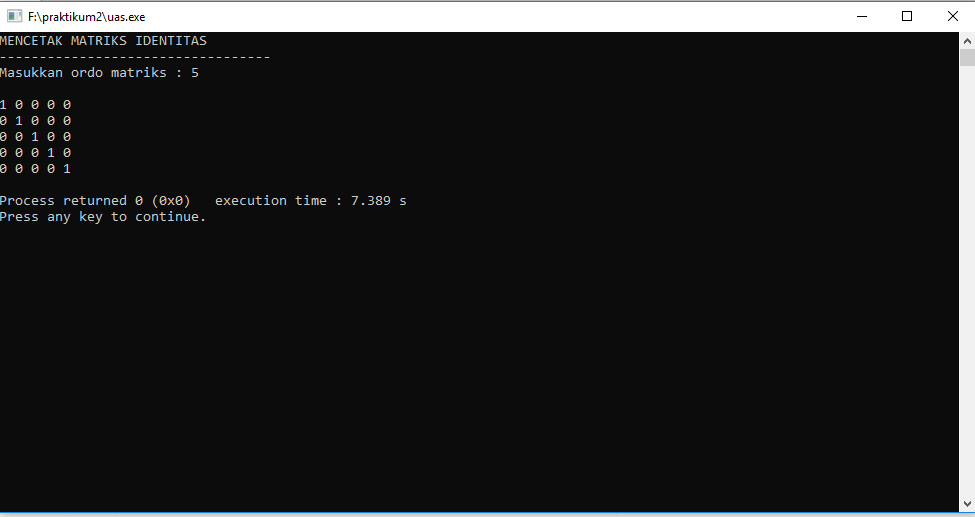 F:\praktikum2\uas.exe
MENCETAK MATRIKS IDENTITAS
----------------------------------
Masukkan ordo matriks : 5
1 0 0 0 0
0 1 0 0 0
0 0 1 0 0
0 0 0 1 0
0 0 0 0 1
Process returned 0 (0x0)   execution time : 7.389 s
Press any key to continue.